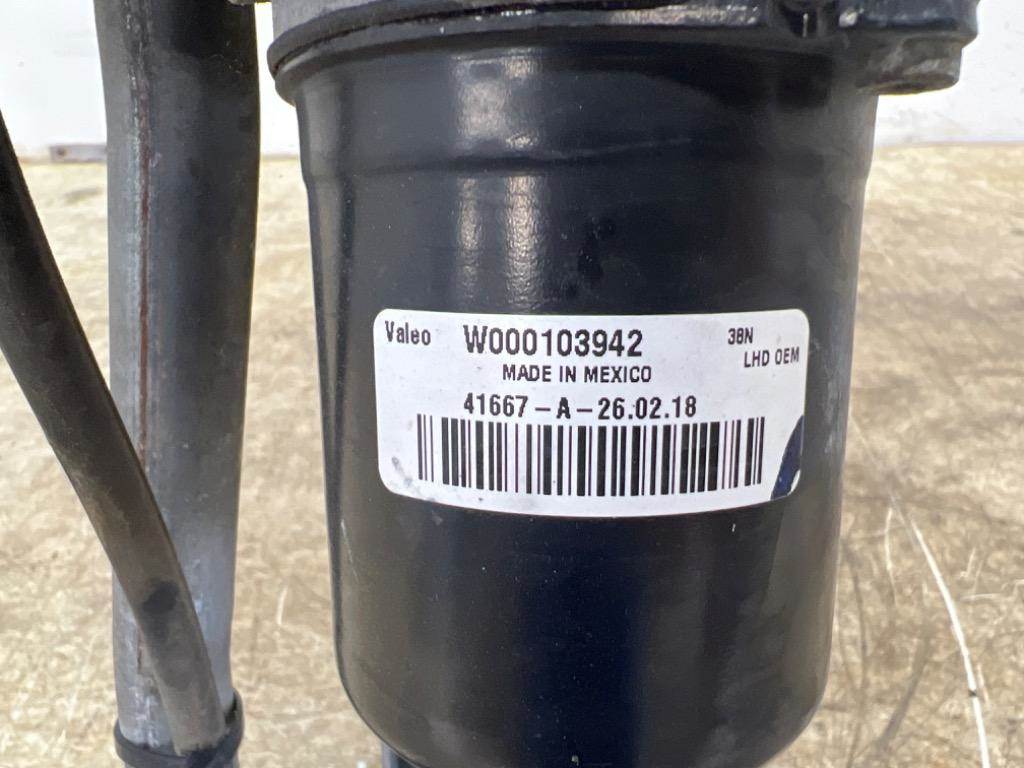 Valeo W000103942 38N
LHD OEM
MADE IN MEXICO
41667-A-26.02.18